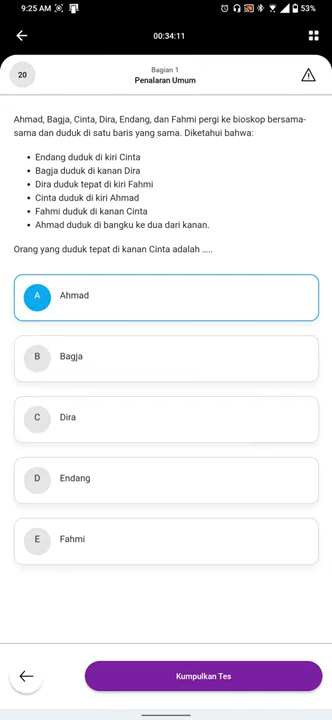 9:25 AM
53%
00:34:11
20
Bagian 1
Penalaran Umum
Ahmad, Bagja, Cinta, Dira, Endang, dan Fahmi pergi ke bioskop bersama-
sama dan duduk di satu baris yang sama. Diketahui bahwa:
• Endang duduk di kiri Cinta
• Bagja duduk di kanan Dira
• Dira duduk tepat di kiri Fahmi
• Cinta duduk di kiri Ahmad
• Fahmi duduk di kanan Cinta
• Ahmad duduk di bangku ke dua dari kanan.
Orang yang duduk tepat di kanan Cinta adalah .....
A Ahmad
B Bagja
C Dira
D Endang
E Fahmi
Kumpulkan Tes